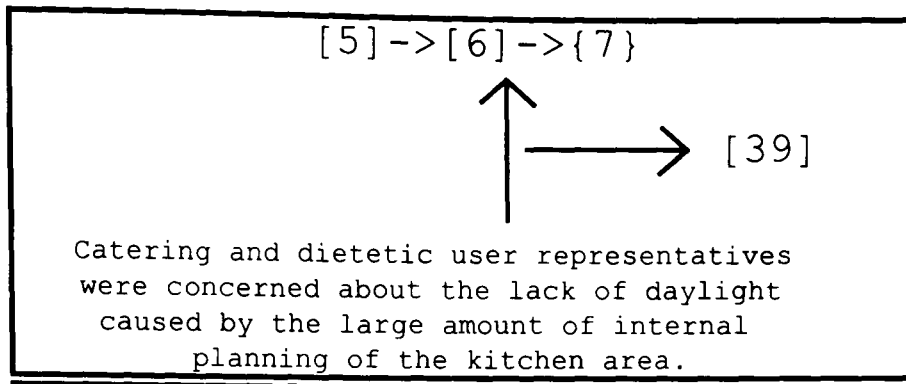 [5]->[6]->{7}
[39]
Catering and dietetic user representatives
were concerned about the lack of daylight
caused by the large amount of internal
planning of the kitchen area.